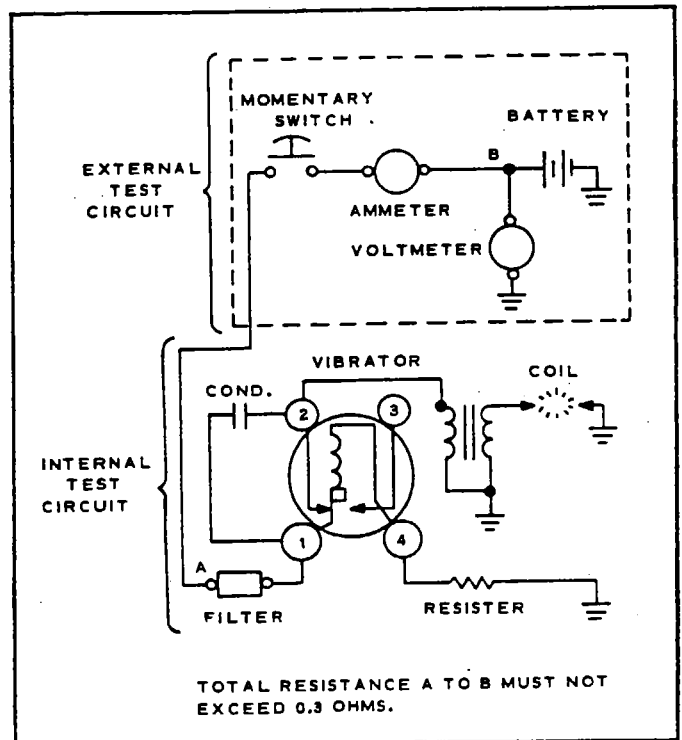 MOMENTARY
SWITCH
BATTERY
B
EXTERNAL
TEST
CIRCUIT
AMMETER
VOLTMETER
VIBRATOR
COIL
COND.
2
3
INTERNAL
TEST
CIRCUIT
1
4
A
FILTER
RESISTER
TOTAL RESISTANCE A TO B MUST NOT
EXCEED 0.3 OHMS.